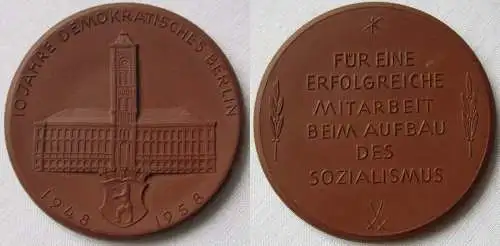 10 JAHRE DEMOKRATISCHES BERLIN
1948 1958
FÜR EINE
ERFOLGREICHE
MITARBEIT
BEIM AUFBAU
DES
SOZIALISMUS